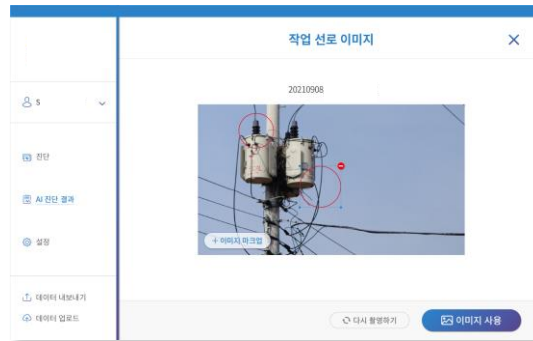 작업 선로 이미지
5
20210908
진단
AI 진단 결과
+ 이미지 마크업
설정
데이터 내보내기
데이터 업로드
다시 촬영하기
이미지 사용